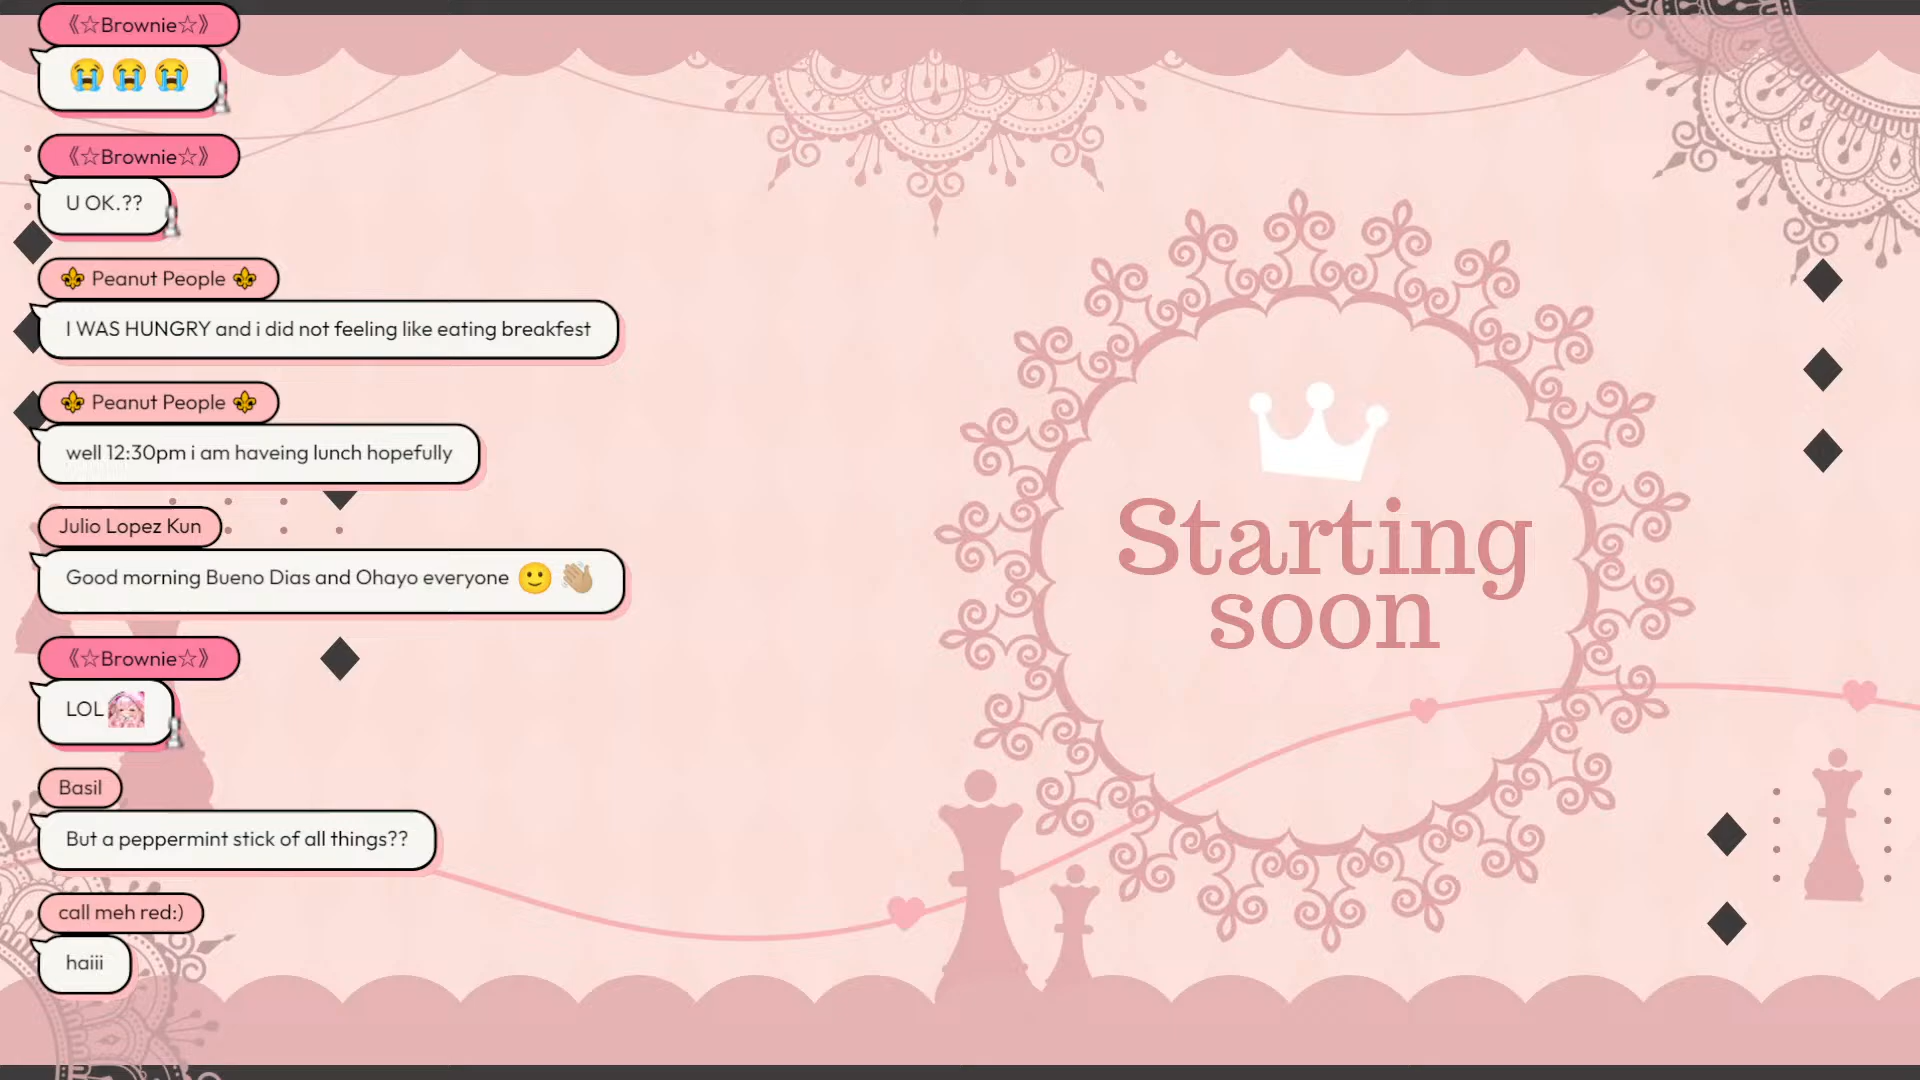 《☆Brownie☆》
😭😭😭
《☆Brownie☆》
U OK.??
⚜ Peanut People ⚜
I WAS HUNGRY and i did not feeling like eating breakfest
⚜ Peanut People ⚜
well 12:30pm i am haveing lunch hopefully
Julio Lopez Kun
Good morning Bueno Dias and Ohayo everyone 🙂 👋🏼
《☆Brownie☆》
LOL
Basil
But a peppermint stick of all things??
call meh red:)
haiii
Starting
soon